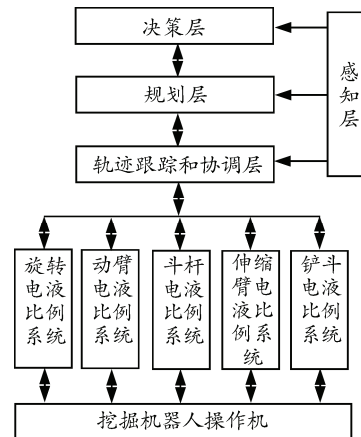 决策层
规划层
轨迹跟踪和协调层
感
知
层
旋转
电液
比例
系统
动臂
电液
比例
系统
斗杆
电液
比例
系统
伸缩
臂电
液比
例系
统
铲斗
电液
比例
系统
挖掘机器人操作机